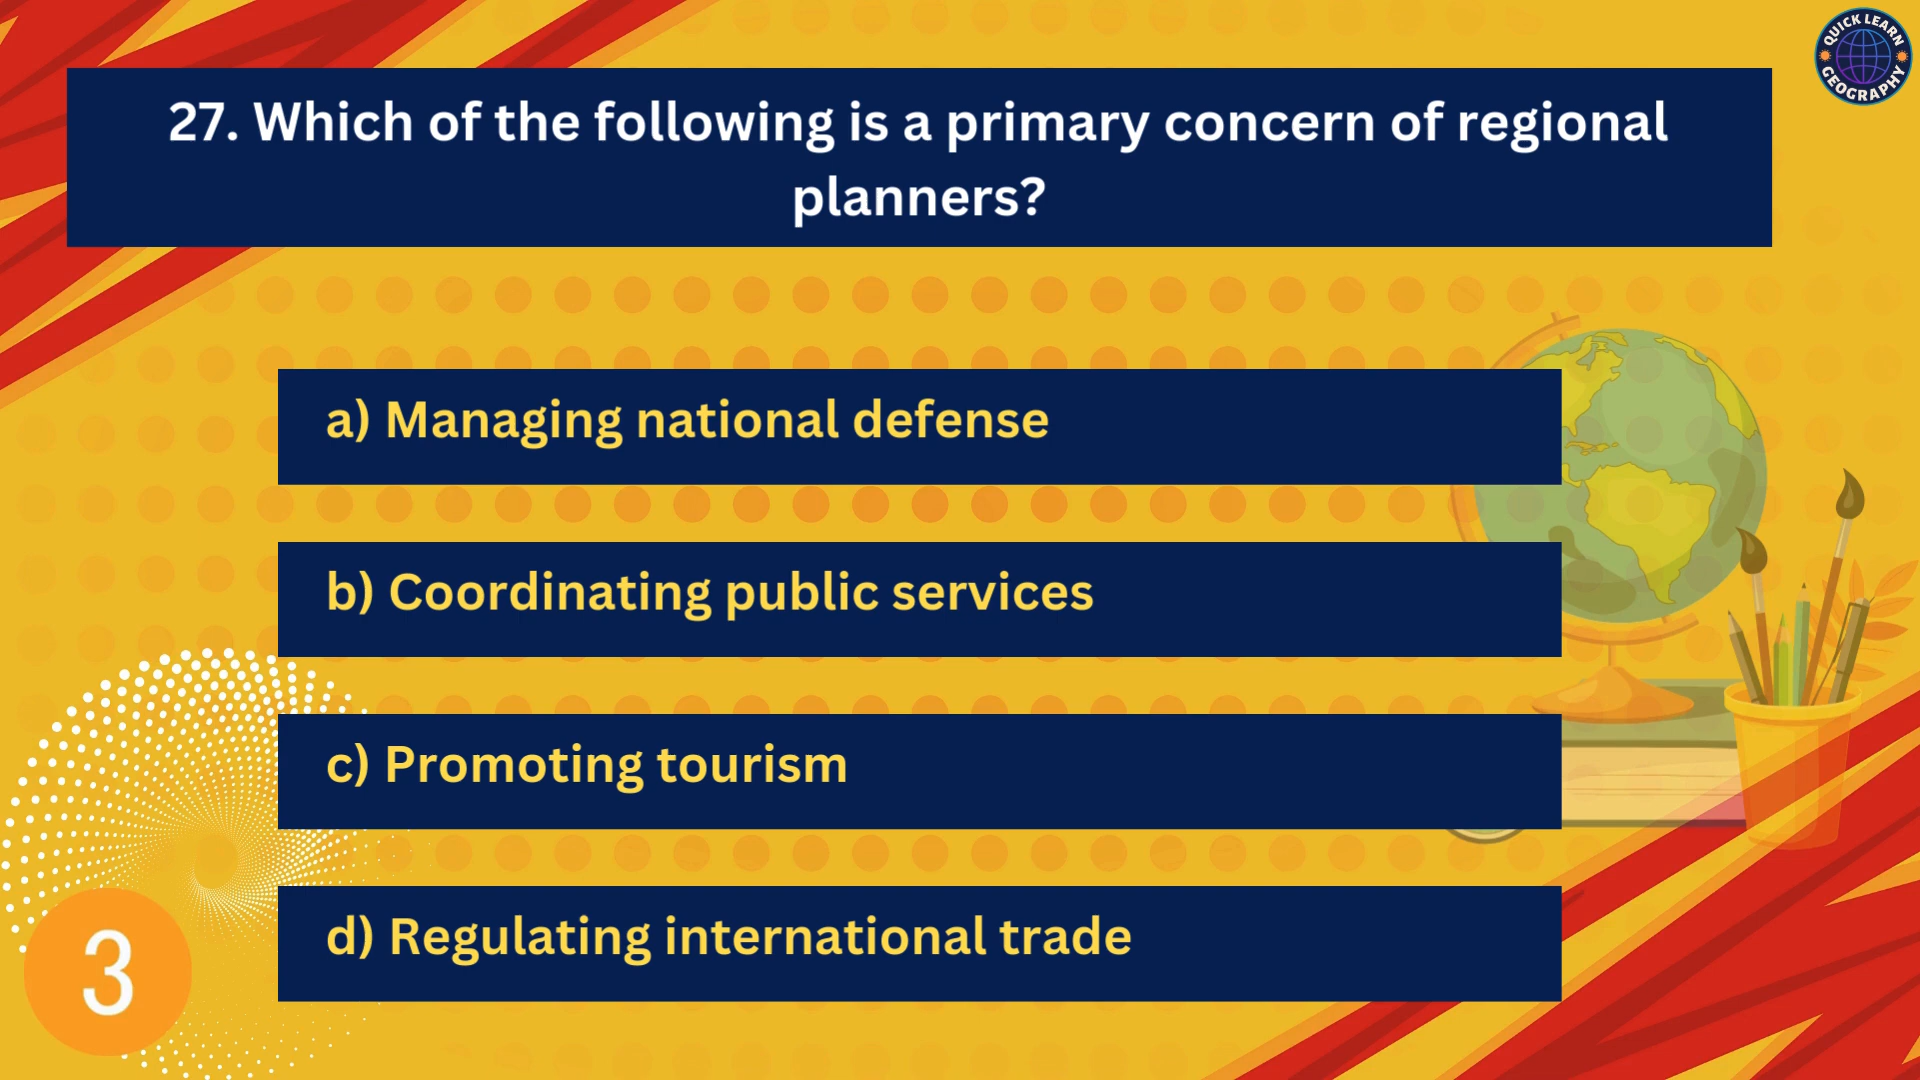 QUICK LEARN
GEOGRAPHY
27. Which of the following is a primary concern of regional
planners?
a) Managing national defense
b) Coordinating public services
c) Promoting tourism
d) Regulating international trade
3